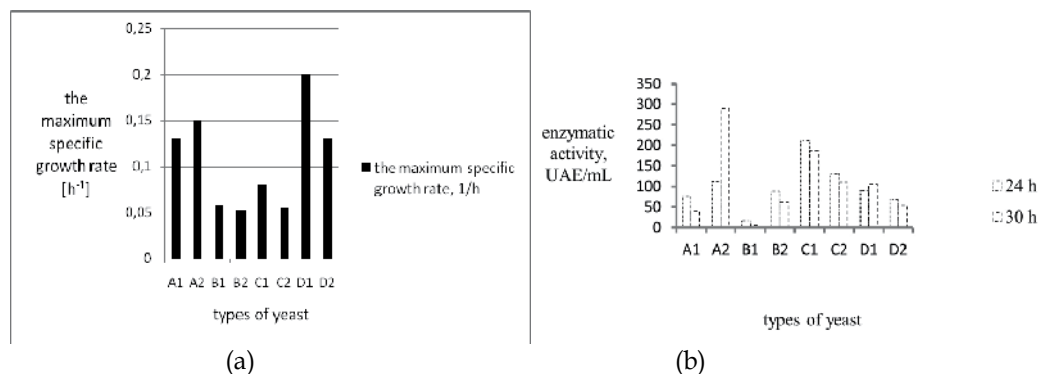 0,25
0,2
0,15
0,1
0,05
0
the
maximum
specific
growth rate
[h⁻¹]
A1 A2 B1 B2 C1 C2 D1 D2
types of yeast
the maximum specific
growth rate, 1/h
(a)
350
300
250
200
150
100
50
0
enzymatic
activity,
UAE/mL
A1 A2 B1 B2 C1 C2 D1 D2
types of yeast
24 h
30 h
(b)